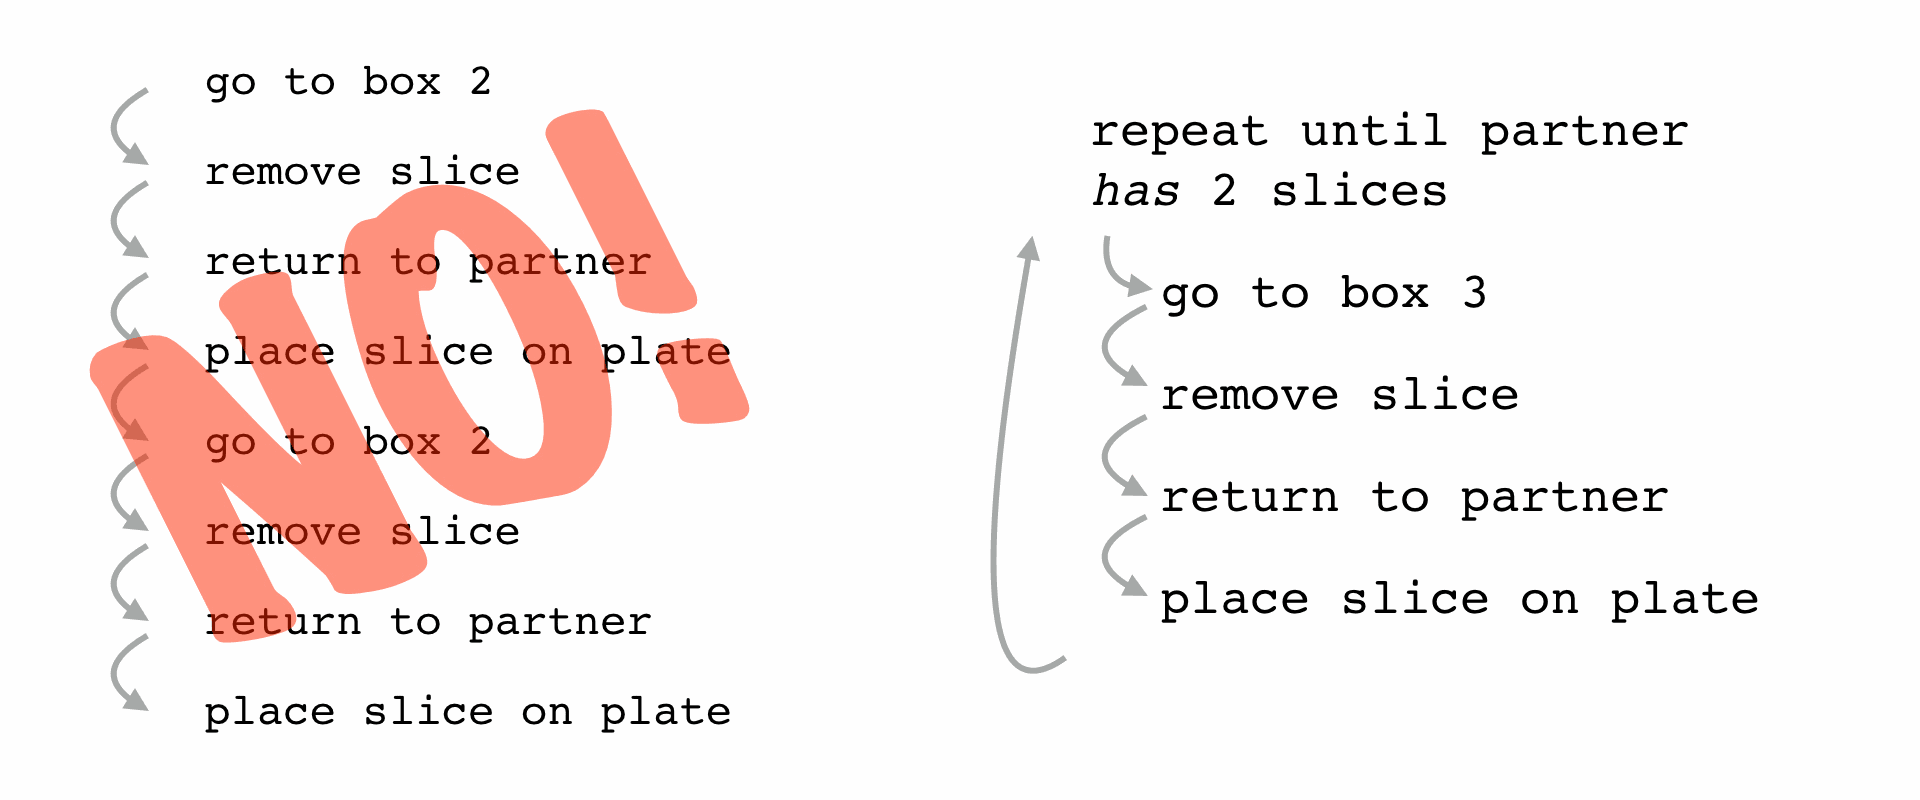 go to box 2
remove slice
return to partner
place slice on plate
go to box 2
remove slice
return to partner
place slice on plate
NO!
repeat until partner
has 2 slices
go to box 3
remove slice
return to partner
place slice on plate